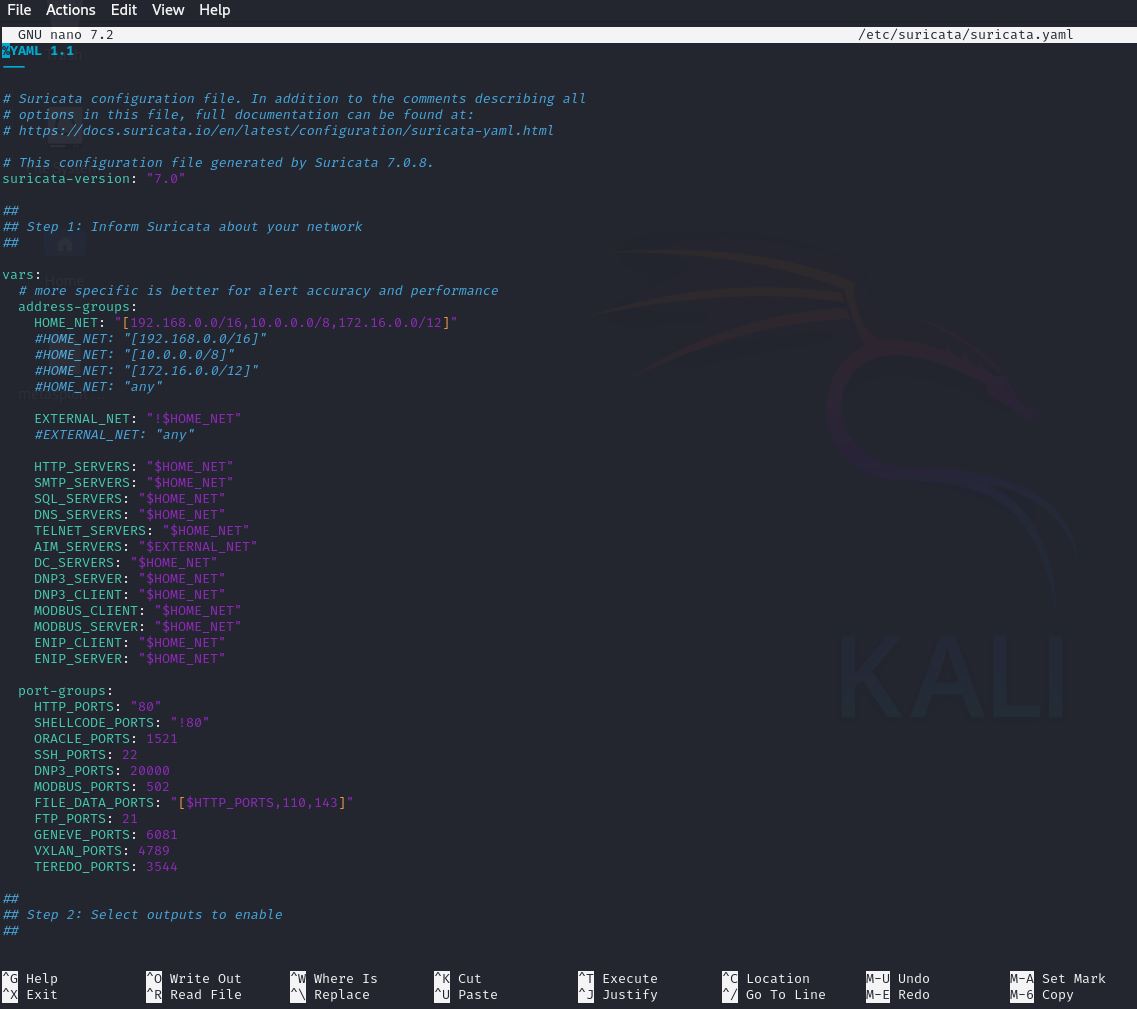 File Actions Edit View Help
GNU nano 7.2 /etc/suricata/suricata.yaml
%YAML 1.1
---
# Suricata configuration file. In addition to the comments describing all
# options in this file, full documentation can be found at:
# https://docs.suricata.io/en/latest/configuration/suricata-yaml.html
# This configuration file generated by Suricata 7.0.8.
suricata-version: "7.0"
##
## Step 1: Inform Suricata about your network
##
vars:
# more specific is better for alert accuracy and performance
address-groups:
HOME_NET: "[192.168.0.0/16,10.0.0.0/8,172.16.0.0/12]"
#HOME_NET: "[192.168.0.0/16]"
#HOME_NET: "[10.0.0.0/8]"
#HOME_NET: "[172.16.0.0/12]"
#HOME_NET: "any"
EXTERNAL_NET: "!$HOME_NET"
#EXTERNAL_NET: "any"
HTTP_SERVERS: "$HOME_NET"
SMTP_SERVERS: "$HOME_NET"
SQL_SERVERS: "$HOME_NET"
DNS_SERVERS: "$HOME_NET"
TELNET_SERVERS: "$HOME_NET"
AIM_SERVERS: "$EXTERNAL_NET"
DC_SERVERS: "$HOME_NET"
DNP3_SERVER: "$HOME_NET"
DNP3_CLIENT: "$HOME_NET"
MODBUS_CLIENT: "$HOME_NET"
MODBUS_SERVER: "$HOME_NET"
ENIP_CLIENT: "$HOME_NET"
ENIP_SERVER: "$HOME_NET"
port-groups:
HTTP_PORTS: "80"
SHELLCODE_PORTS: "!80"
ORACLE_PORTS: 1521
SSH_PORTS: 22
DNP3_PORTS: 20000
MODBUS_PORTS: 502
FILE_DATA_PORTS: "[$HTTP_PORTS,110,143]"
FTP_PORTS: 21
GENEVE_PORTS: 6081
VXLAN_PORTS: 4789
TEREDO_PORTS: 3544
##
## Step 2: Select outputs to enable
##
^G Help ^O Write Out ^W Where Is ^K Cut ^T Execute ^C Location M-U Undo M-A Set Mark
^X Exit ^R Read File ^\ Replace ^U Paste ^J Justify ^/ Go To Line M-E Redo M-6 Copy
KALI
Home